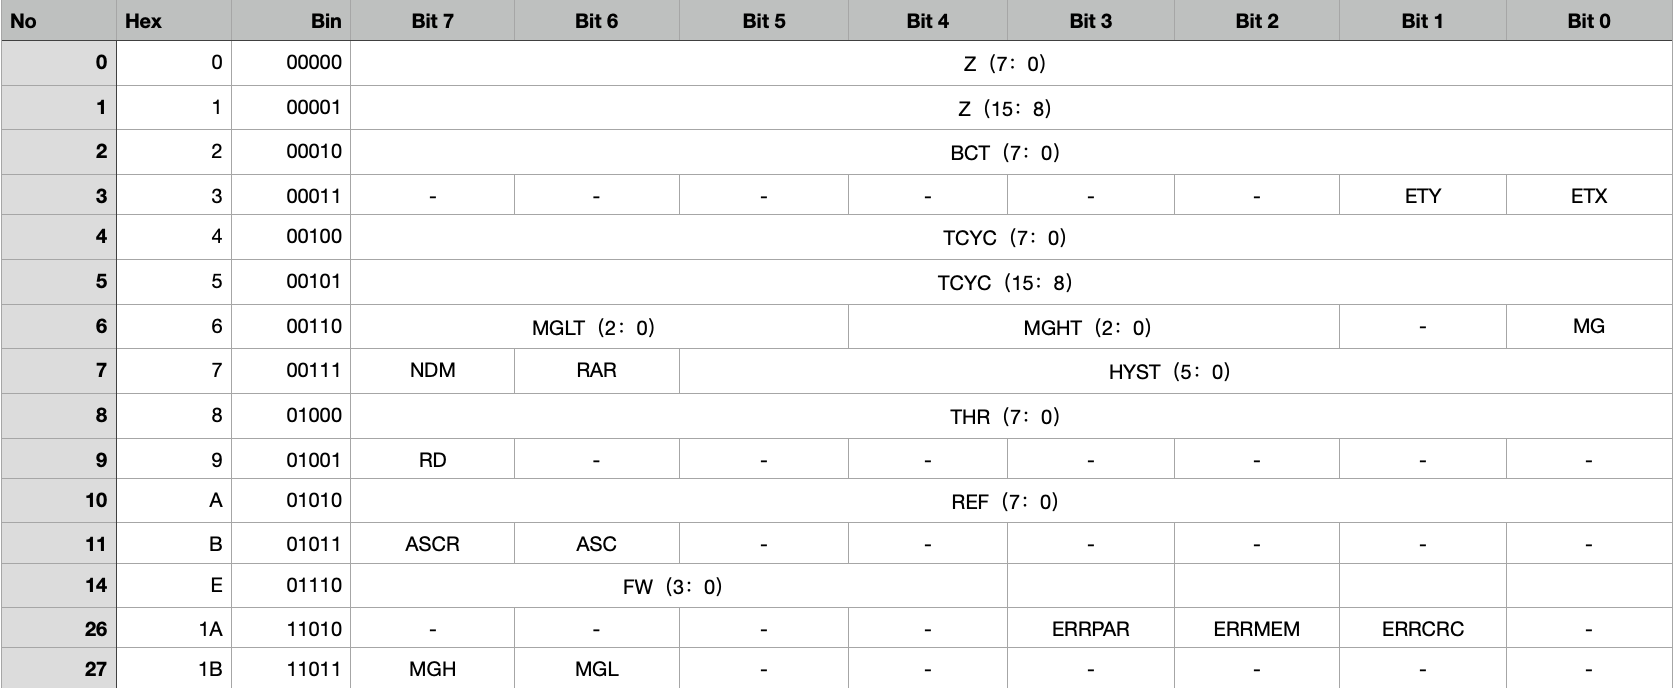 No Hex Bin Bit 7 Bit 6 Bit 5 Bit 4 Bit 3 Bit 2 Bit 1 Bit 0
0 0 00000 Z（7：0）
1 1 00001 Z（15：8）
2 2 00010 BCT（7：0）
3 3 00011 - - - - - - ETY ETX
4 4 00100 TCYC（7：0）
5 5 00101 TCYC（15：8）
6 6 00110 MGLT（2：0） MGHT（2：0） - MG
7 7 00111 NDM RAR HYST（5：0）
8 8 01000 THR（7：0）
9 9 01001 RD - - - - - - -
10 A 01010 REF（7：0）
11 B 01011 ASCR ASC - - - - - -
14 E 01110 FW（3：0）
26 1A 11010 - - - - ERRPAR ERRMEM ERRCRC -
27 1B 11011 MGH MGL - - - - - -